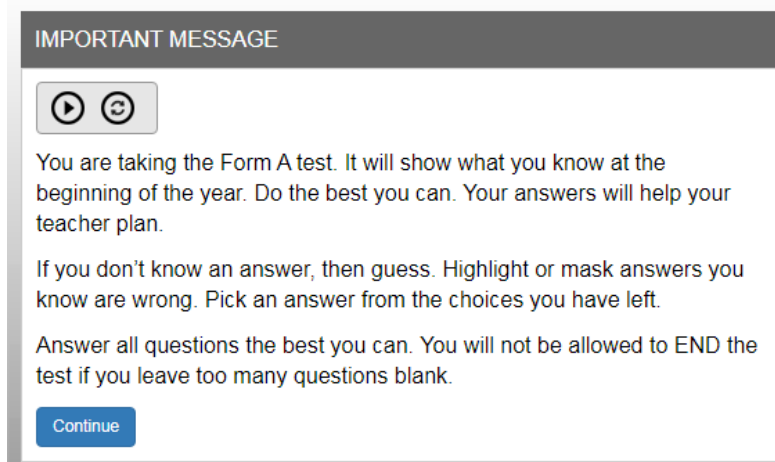 IMPORTANT MESSAGE
You are taking the Form A test. It will show what you know at the
beginning of the year. Do the best you can. Your answers will help your
teacher plan.
If you don’t know an answer, then guess. Highlight or mask answers you
know are wrong. Pick an answer from the choices you have left.
Answer all questions the best you can. You will not be allowed to END the
test if you leave too many questions blank.
Continue